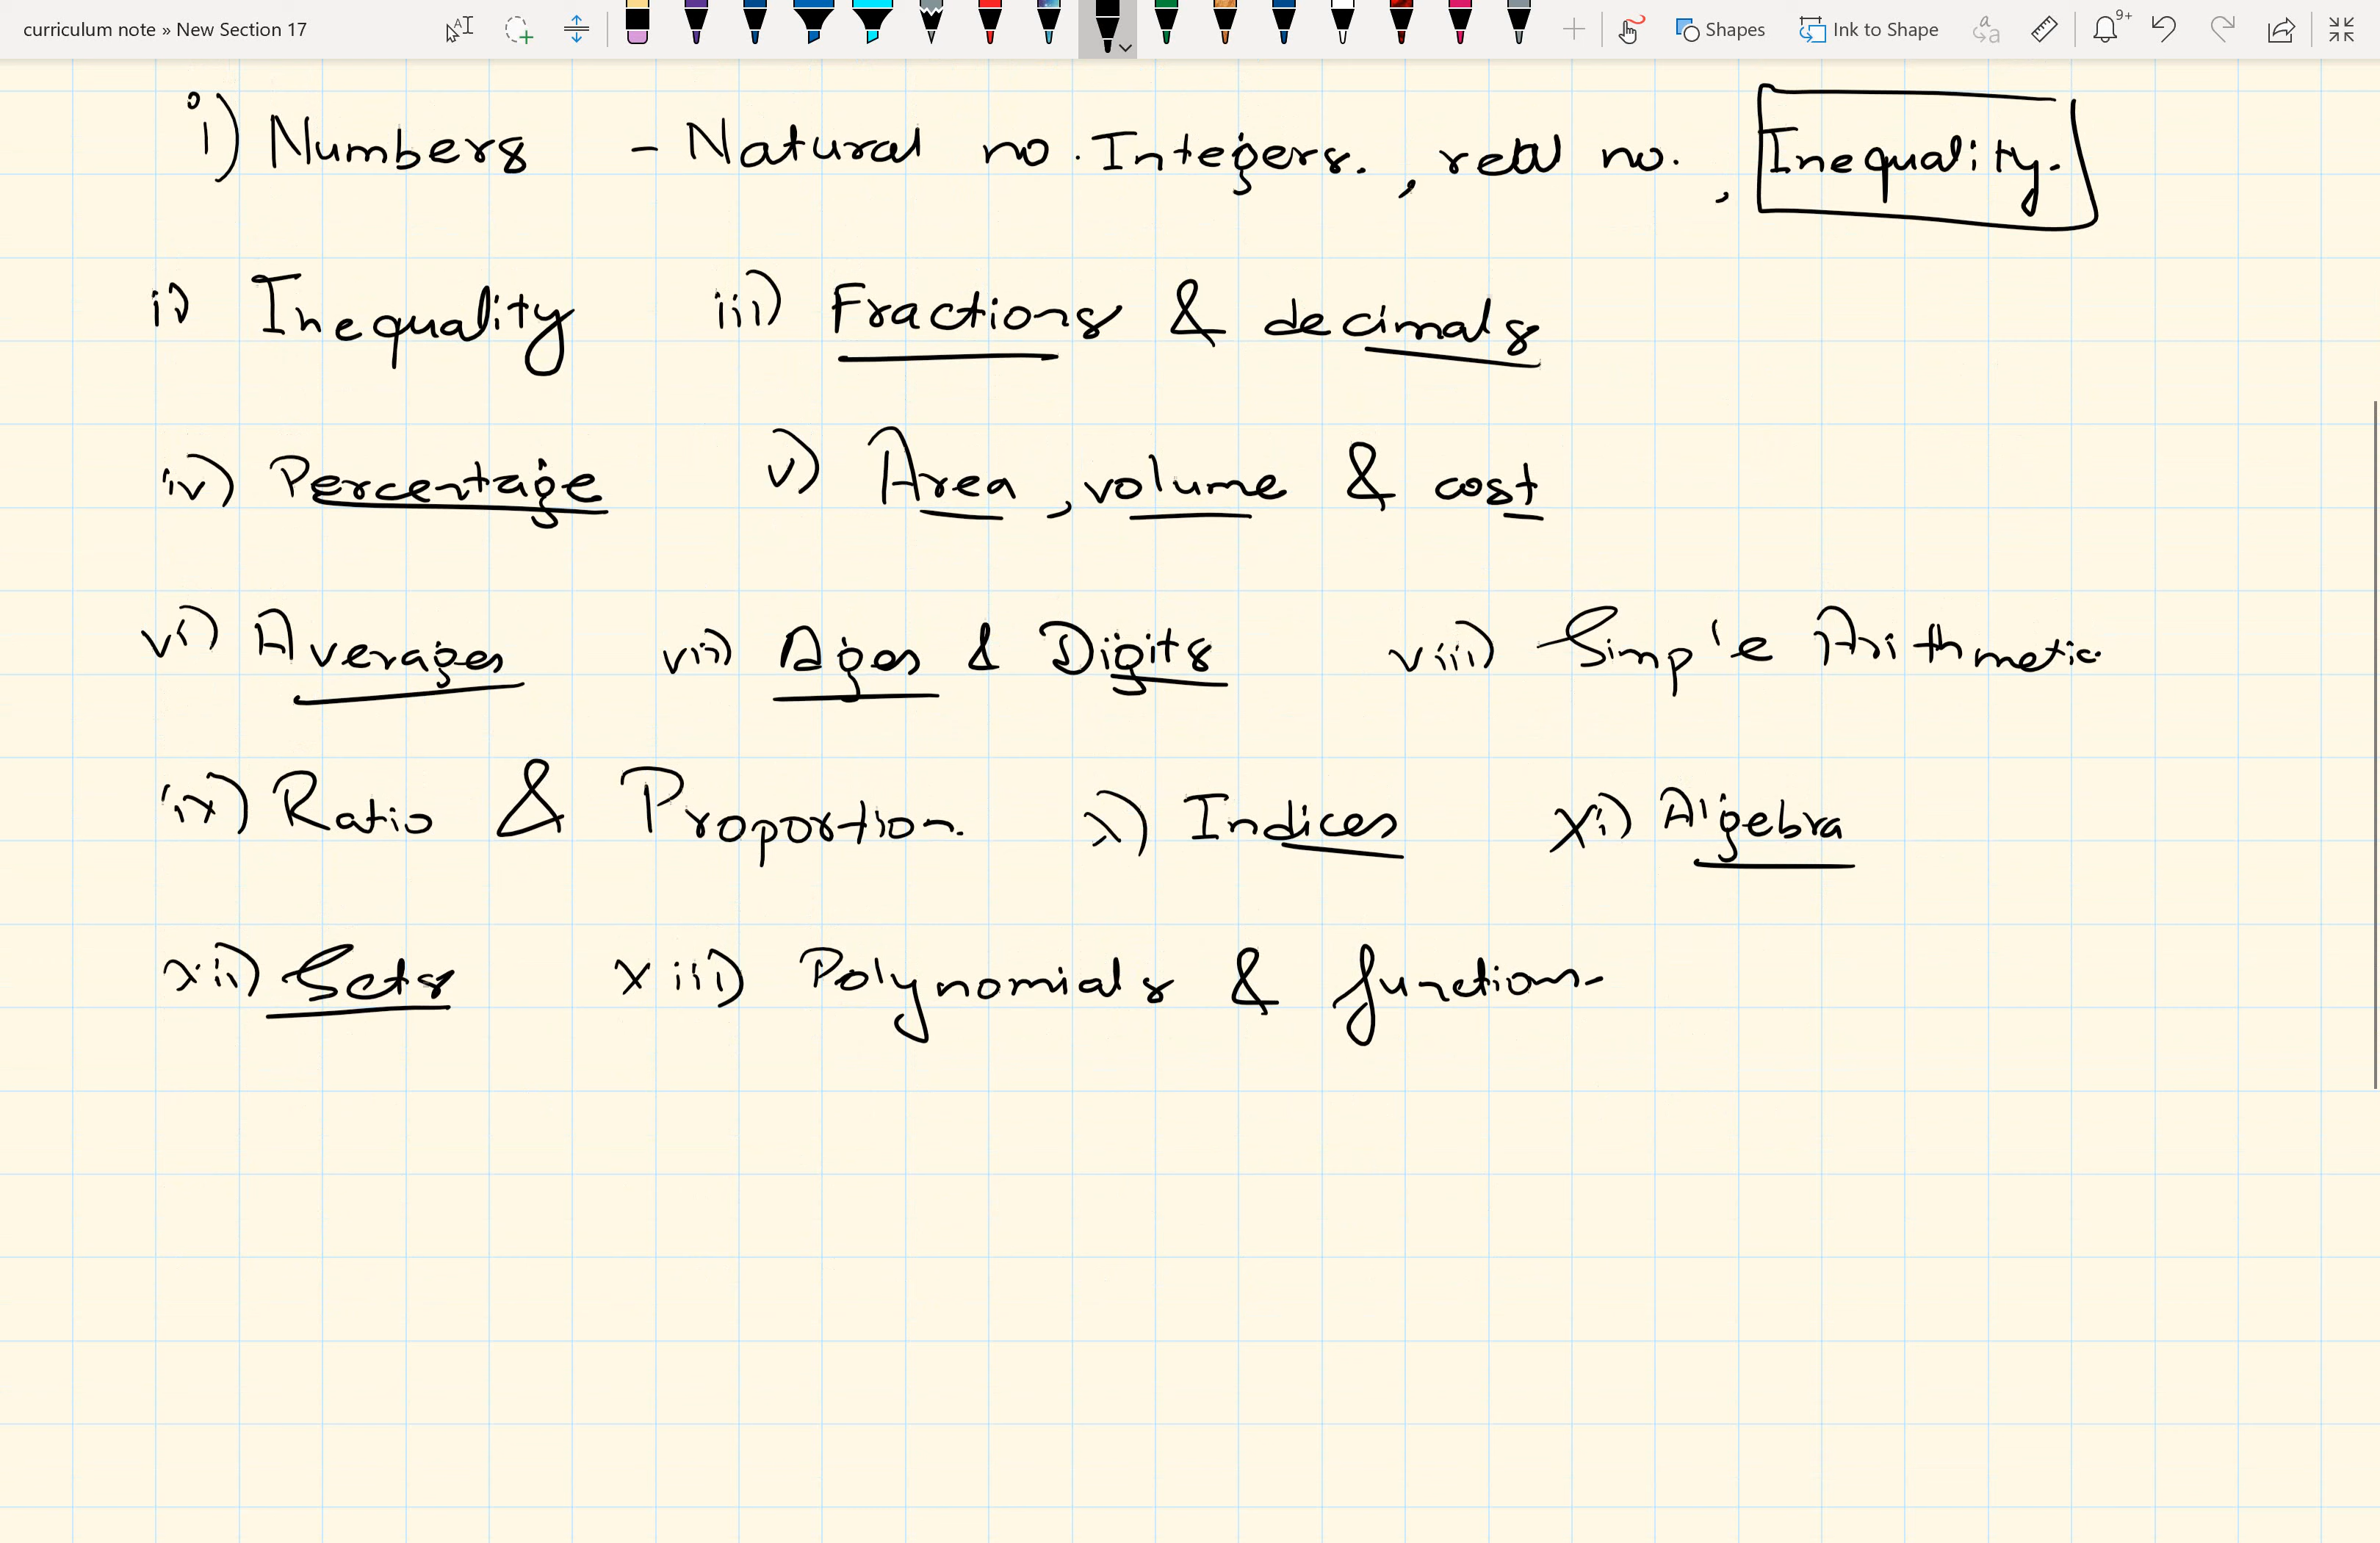 curriculum note » New Section 17
9+
Shapes
Ink to Shape
i) Numbers - Natural no. Integers. , real no. , Inequality.
ii) Inequality iii) Fractions & decimals
iv) Percentage v) Area, volume & cost
vi) Averages vii) Ages & Digits viii) Simple Arithmetic
ix) Ratio & Proportion. x) Indices xi) Algebra
xii) Sets xiii) Polynomials & function-